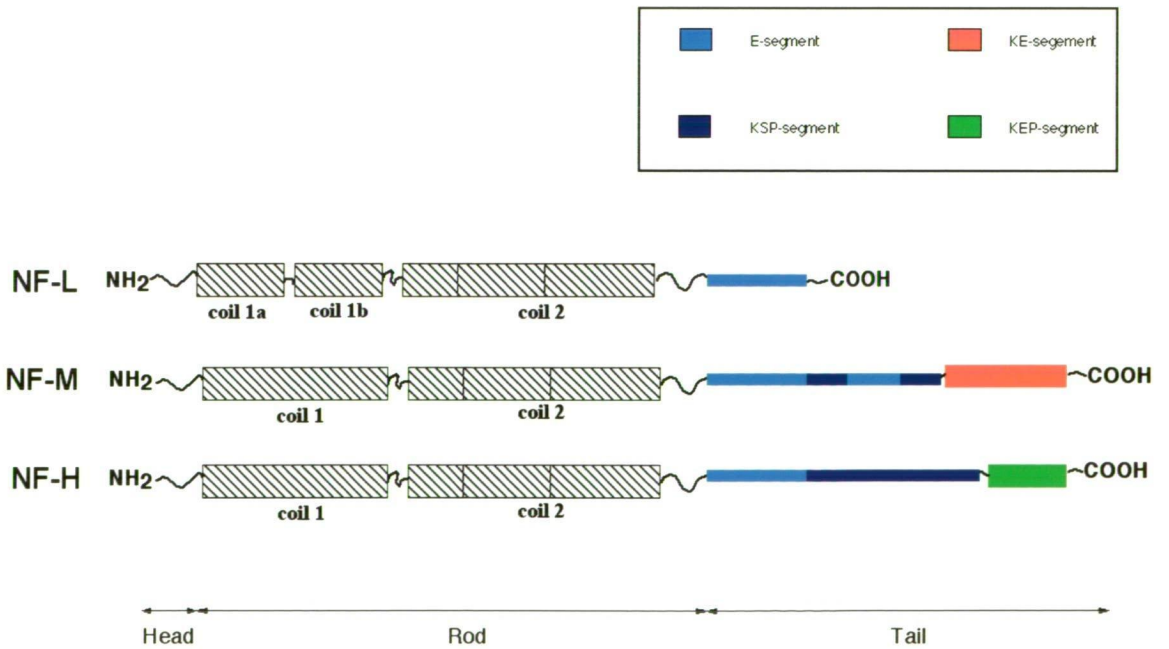 E-segment KE-segement
KSP-segment KEP-segment
NF-L NH2 COOH
coil 1a coil 1b coil 2
NF-M NH2 COOH
coil 1 coil 2
NF-H NH2 COOH
coil 1 coil 2
Head Rod Tail